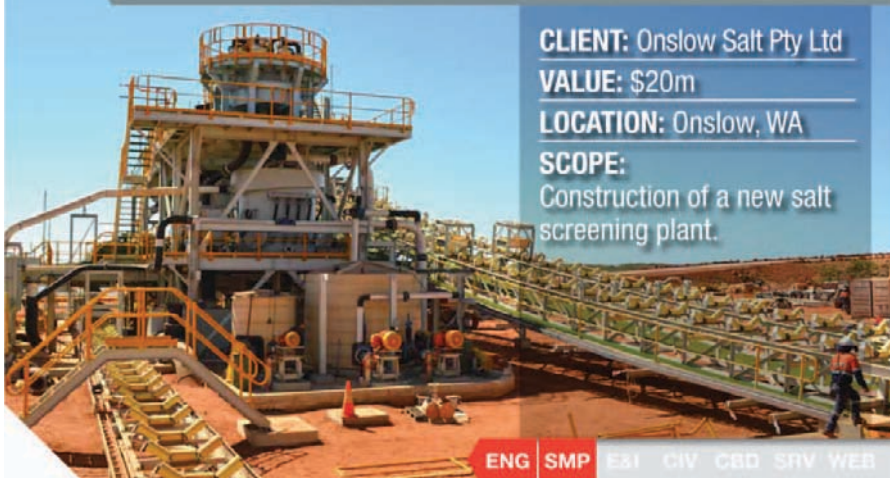 CLIENT: Onslow Salt Pty Ltd
VALUE: $20m
LOCATION: Onslow, WA
SCOPE:
Construction of a new salt
screening plant.
ENG SMP E&I CIV CBD SRV WEB